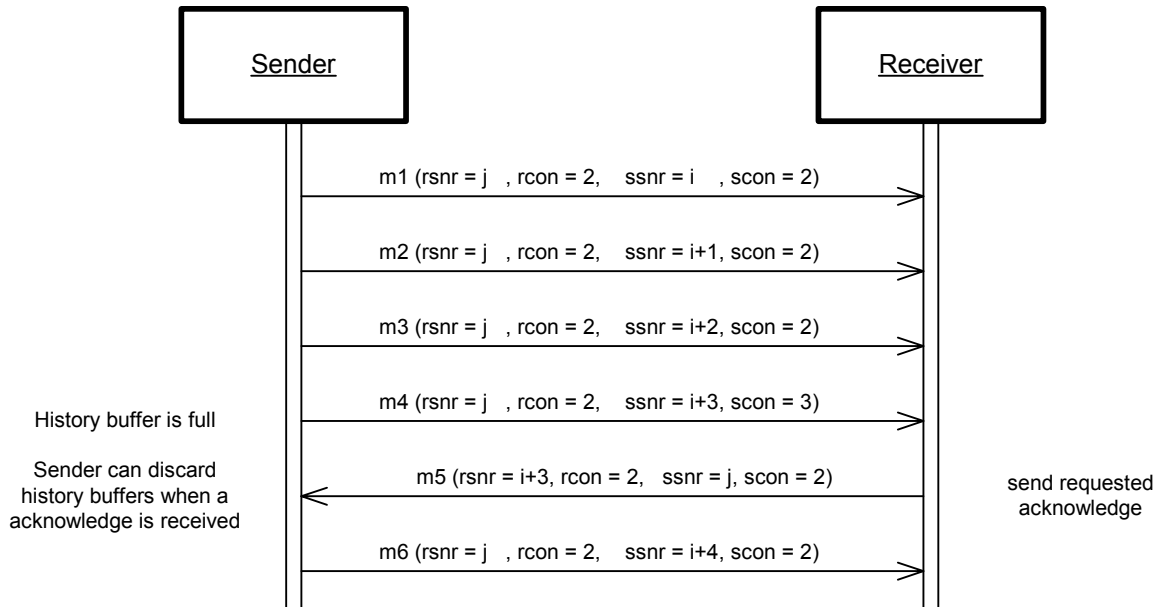 Sender
Receiver
m1 (rsnr = j , rcon = 2, ssnr = i , scon = 2)
m2 (rsnr = j , rcon = 2, ssnr = i+1, scon = 2)
m3 (rsnr = j , rcon = 2, ssnr = i+2, scon = 2)
m4 (rsnr = j , rcon = 2, ssnr = i+3, scon = 3)
History buffer is full
Sender can discard
history buffers when a
acknowledge is received
m5 (rsnr = i+3, rcon = 2, ssnr = j, scon = 2)
send requested
acknowledge
m6 (rsnr = j , rcon = 2, ssnr = i+4, scon = 2)